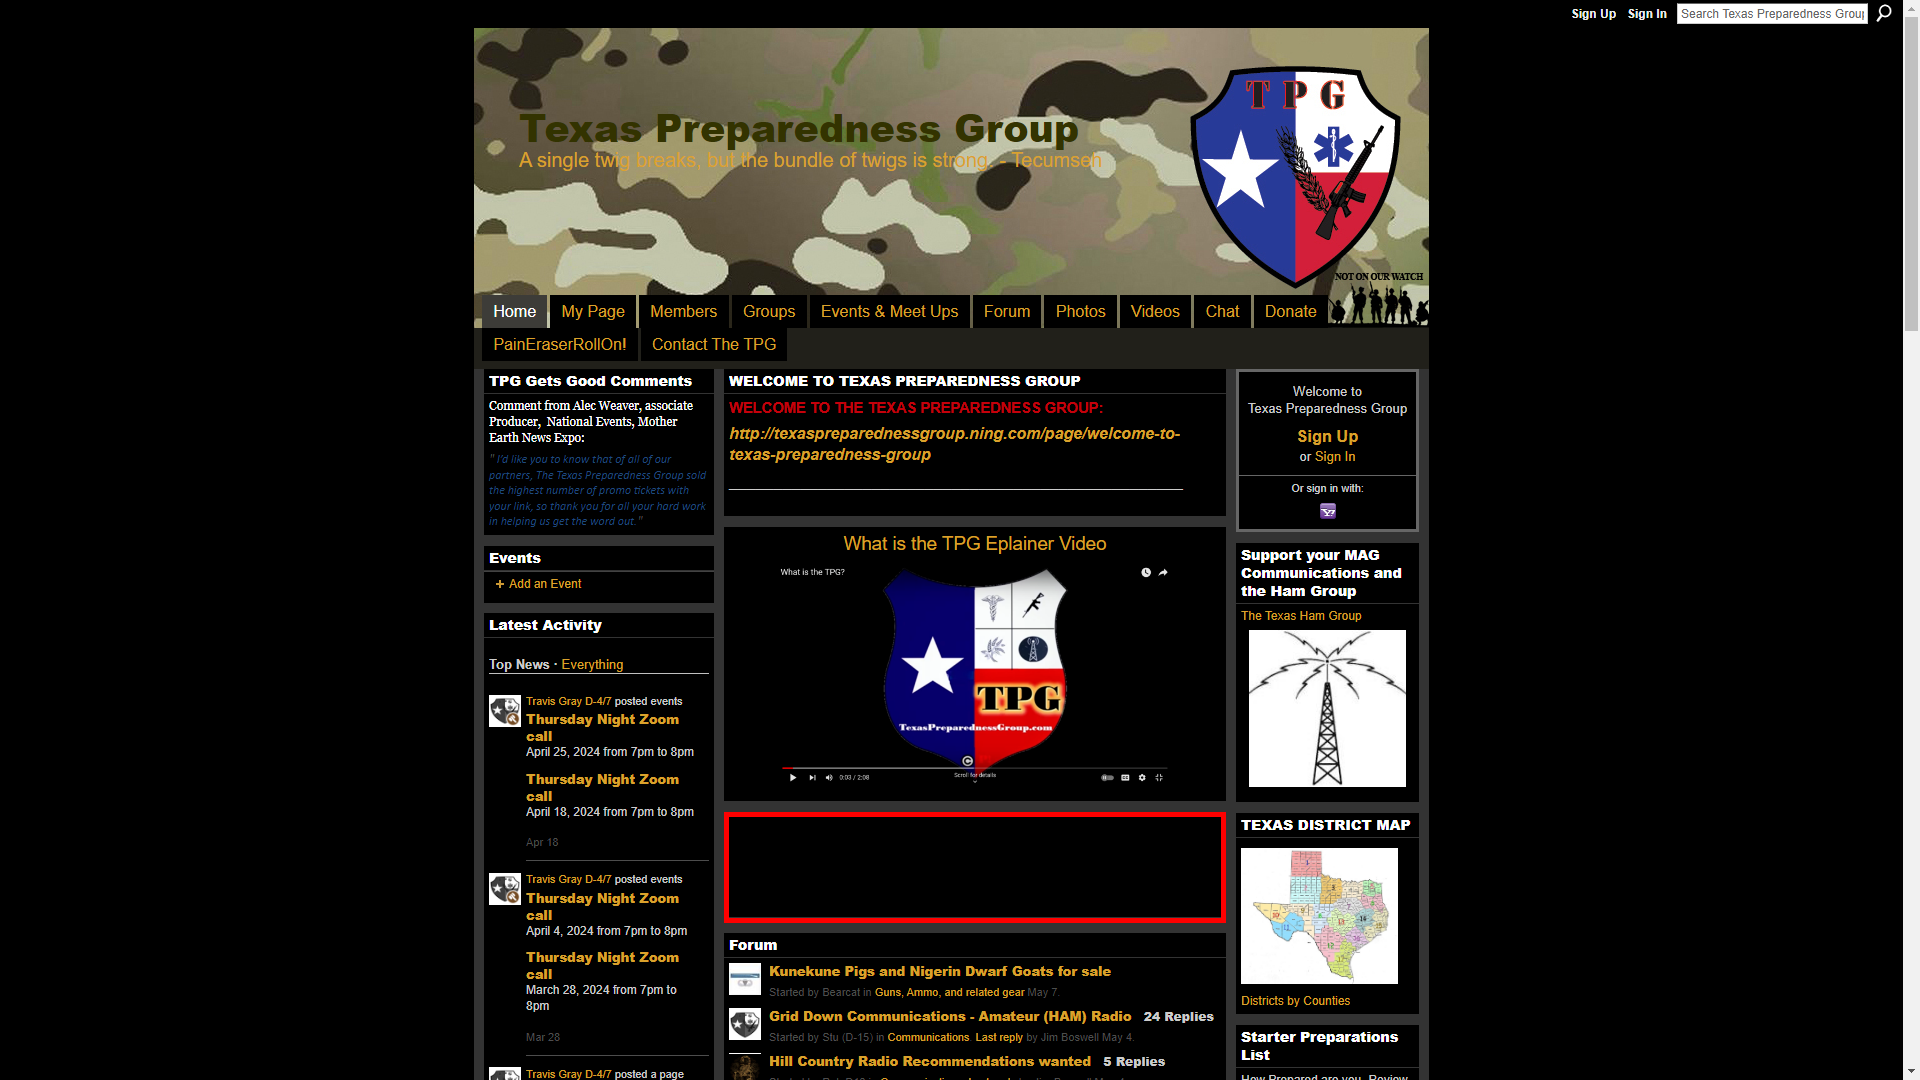 Sign Up Sign In Search Texas Preparedness Grou
TPG
Texas Preparedness Group
A single twig breaks, but the bundle of twigs is strong. - Tecumseh
NOT ON OUR WATCH
Home My Page Members Groups Events & Meet Ups Forum Photos Videos Chat Donate
PainEraserRollOn! Contact The TPG
TPG Gets Good Comments
Comment from Alec Weaver, associate
Producer, National Events, Mother
Earth News Expo:
" I'd like you to know that of all of our
partners, The Texas Preparedness Group sold
the highest number of promo tickets with
your link, so thank you for all your hard work
in helping us get the word out."
Events
+ Add an Event
Latest Activity
Top News · Everything
Travis Gray D-4/7 posted events
Thursday Night Zoom
call
April 25, 2024 from 7pm to 8pm
Thursday Night Zoom
call
April 18, 2024 from 7pm to 8pm
Apr 18
Travis Gray D-4/7 posted events
Thursday Night Zoom
call
April 4, 2024 from 7pm to 8pm
Thursday Night Zoom
call
March 28, 2024 from 7pm to
8pm
Mar 28
Travis Gray D-4/7 posted a page
WELCOME TO TEXAS PREPAREDNESS GROUP
WELCOME TO THE TEXAS PREPAREDNESS GROUP:
http://texaspreparednessgroup.ning.com/page/welcome-to-
texas-preparedness-group
What is the TPG Eplainer Video
What is the TPG?
TPG
TexasPreparednessGroup.com
0:03 / 2:08
Scroll for details
Forum
Kunekune Pigs and Nigerin Dwarf Goats for sale
Started by Bearcat in Guns, Ammo, and related gear May 7.
Grid Down Communications - Amateur (HAM) Radio 24 Replies
Started by Stu (D-15) in Communications. Last reply by Jim Boswell May 4.
Hill Country Radio Recommendations wanted 5 Replies
Welcome to
Texas Preparedness Group
Sign Up
or Sign In
Or sign in with:
Support your MAG
Communications and
the Ham Group
The Texas Ham Group
TEXAS DISTRICT MAP
Districts by Counties
Starter Preparations
List
How Prepared are you. Review